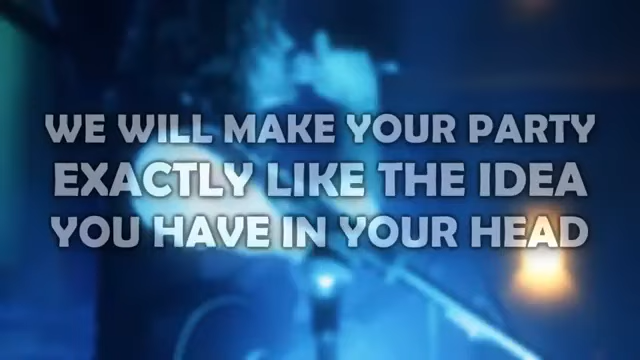 WE WILL MAKE YOUR PARTY
EXACTLY LIKE THE IDEA
YOU HAVE IN YOUR HEAD